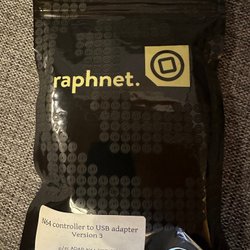 raphnet.
N64 controller to USB adapter
Version 3